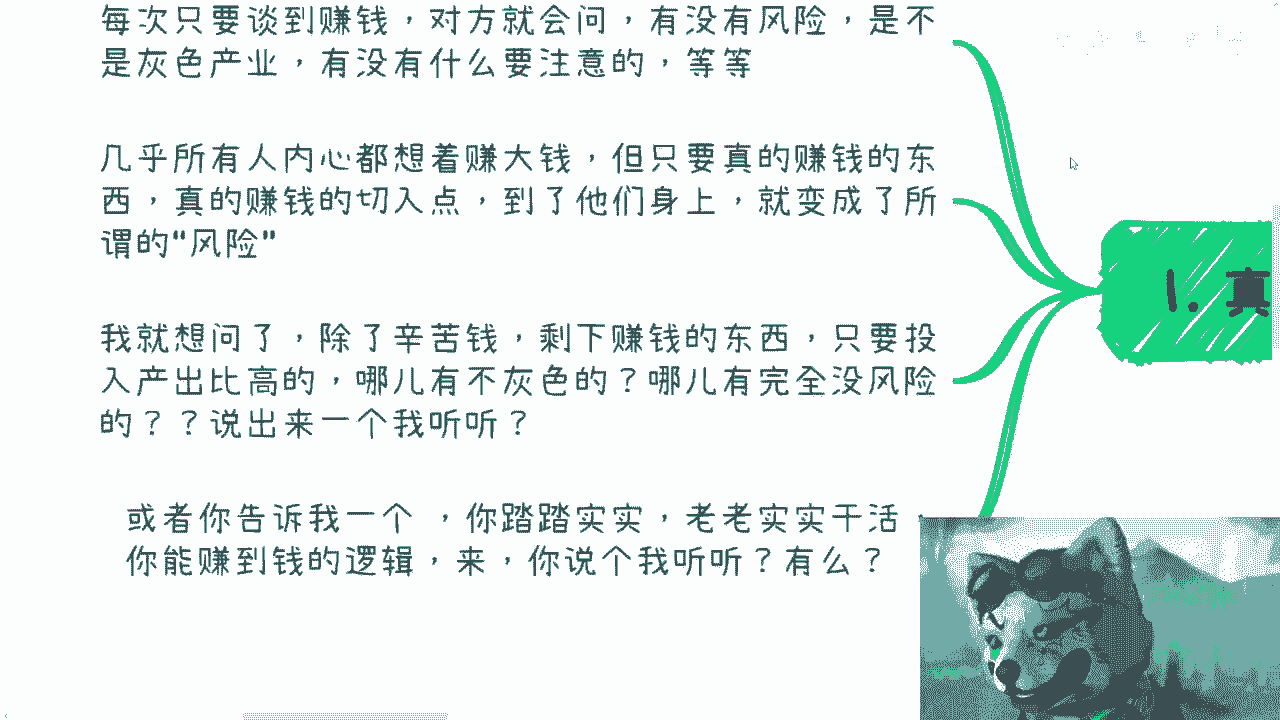 每次只要谈到赚钱，对方就会问，有没有风险，是不
是灰色产业，有没有什么要注意的，等等
几乎所有人内心都想着赚大钱，但只要真的赚钱的东
西，真的赚钱的切入点，到了他们身上，就变成了所
谓的"风险"
我就想问了，除了辛苦钱，剩下赚钱的东西，只要投
入产出比高的，哪儿有不灰色的？哪儿有完全没风险
的？？说出来一个我听听？
或者你告诉我一个 ，你踏踏实实，老老实实干活，
你能赚到钱的逻辑，来，你说个我听听？有么？
1. 真